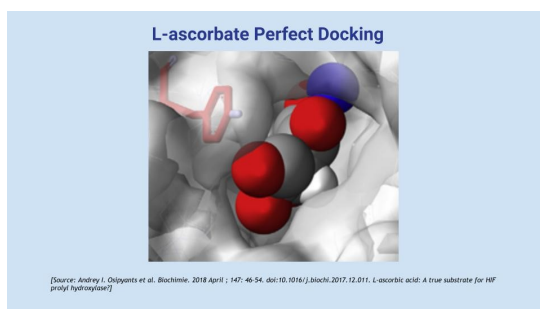 L-ascorbate Perfect Docking
[Source: Andrey I. Osipyants et al. Biochimie. 2018 April ; 147: 46-54. doi:10.1016/j.biochi.2017.12.011. L-ascorbic acid: A true substrate for HIF
prolyl hydroxylase?]